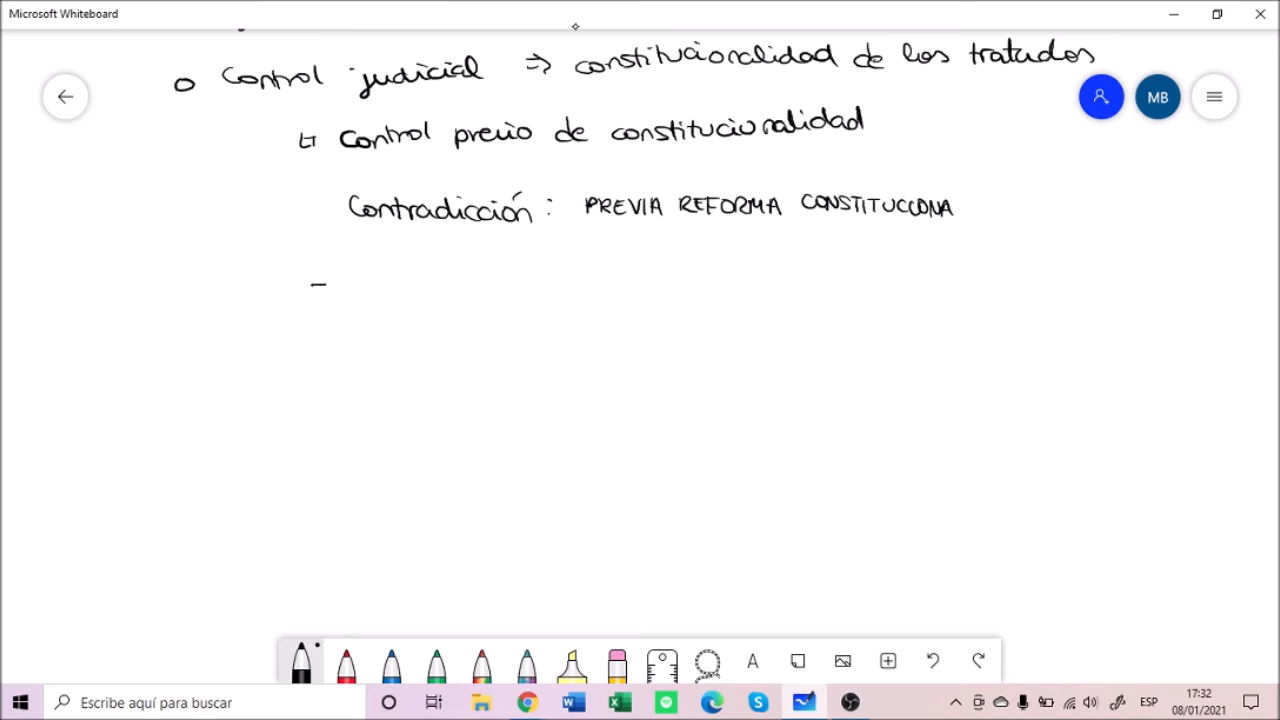 Microsoft Whiteboard
o Control judicial ⇒ constitucionalidad de los tratados
MB
Control previo de constitucionalidad
Contradicción: PREVIA REFORMA CONSTITUCCONA
-
A
Escribe aquí para buscar
ESP
17:32
08/01/2021